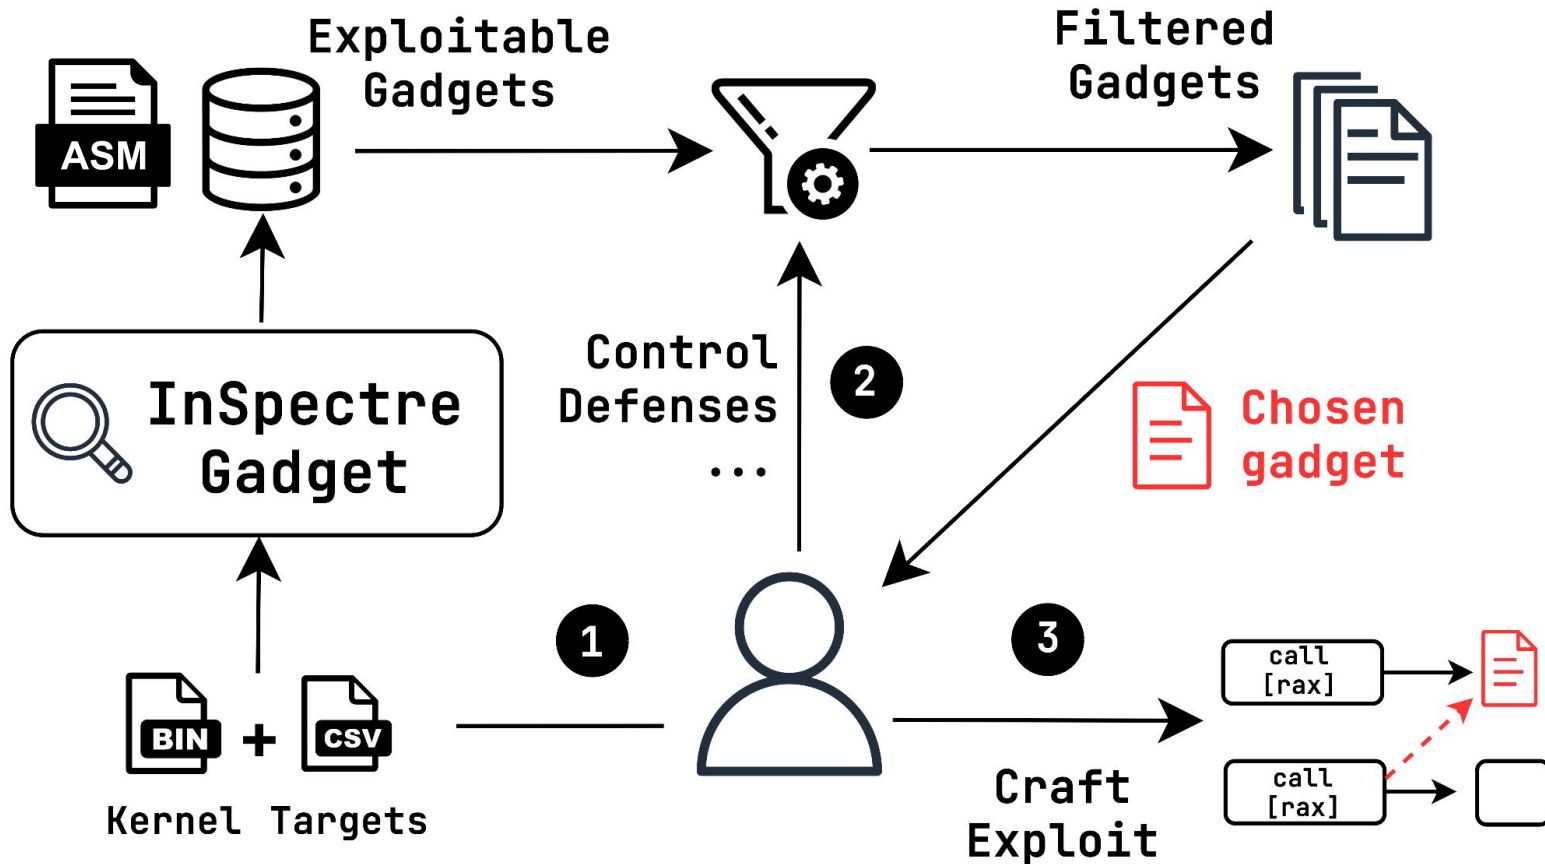 Exploitable
Gadgets
Filtered
Gadgets
ASM
InSpectre
Gadget
Control
Defenses
...
2
Chosen
gadget
1
3
BIN + CSV
Kernel Targets
Craft
Exploit
call
[rax]
call
[rax]